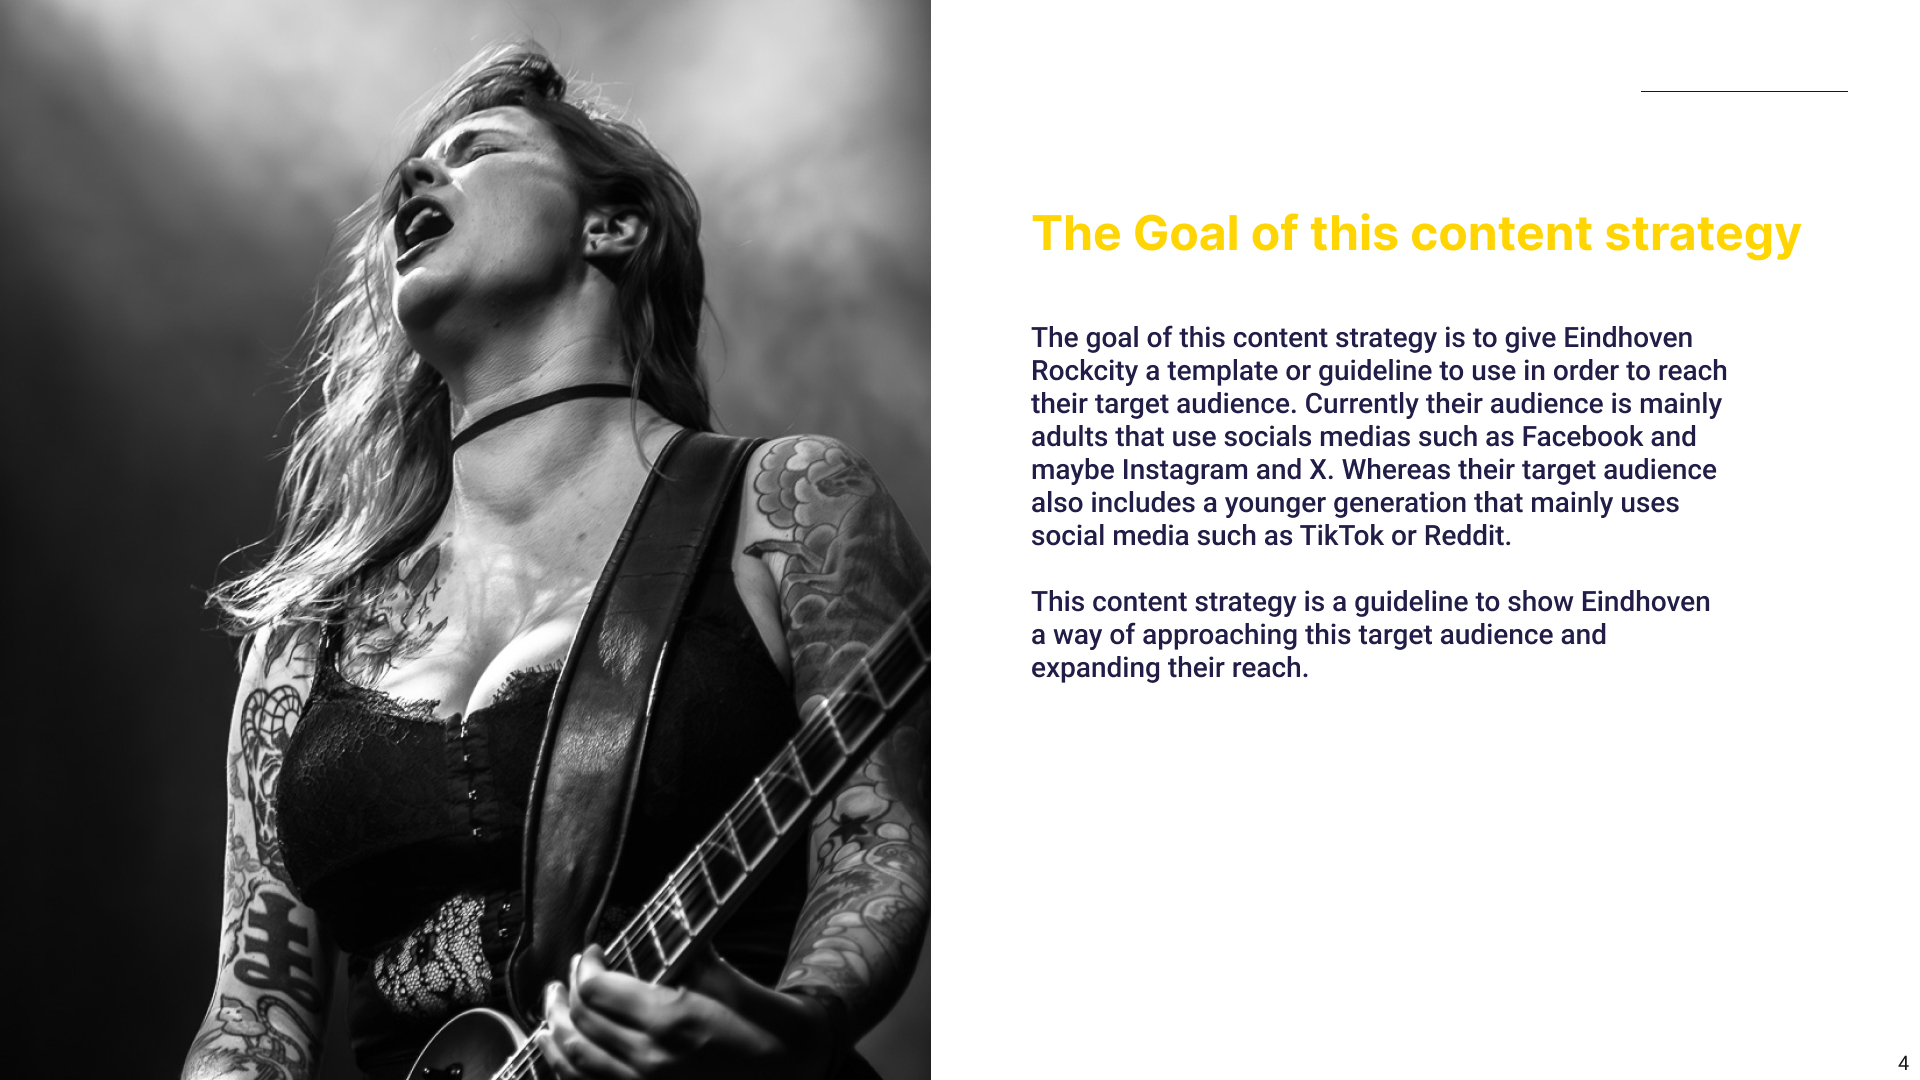 The Goal of this content strategy
The goal of this content strategy is to give Eindhoven
Rockcity a template or guideline to use in order to reach
their target audience. Currently their audience is mainly
adults that use socials medias such as Facebook and
maybe Instagram and X. Whereas their target audience
also includes a younger generation that mainly uses
social media such as TikTok or Reddit.
This content strategy is a guideline to show Eindhoven
a way of approaching this target audience and
expanding their reach.
4